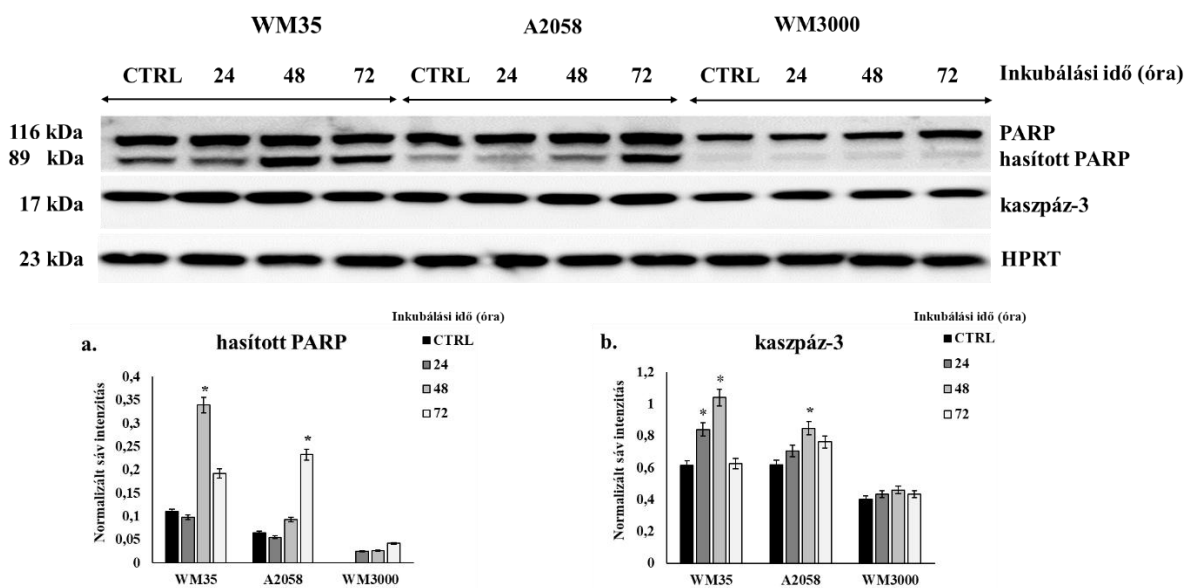 WM35 A2058 WM3000
CTRL 24 48 72 CTRL 24 48 72 CTRL 24 48 72 Inkubálási idő (óra)
116 kDa PARP
89 kDa hasított PARP
17 kDa kaszpáz-3
23 kDa HPRT
Inkubálási idő (óra)
a. hasított PARP
CTRL
24
48
72
Normalizált sáv intenzitás
0,4
0,35
0,3
0,25
0,2
0,15
0,1
0,05
0
*
*
WM35 A2058 WM3000
Inkubálási idő (óra)
b. kaszpáz-3
CTRL
24
48
72
Normalizált sáv intenzitás
1,2
1
0,8
0,6
0,4
0,2
0
*
*
*
WM35 A2058 WM3000